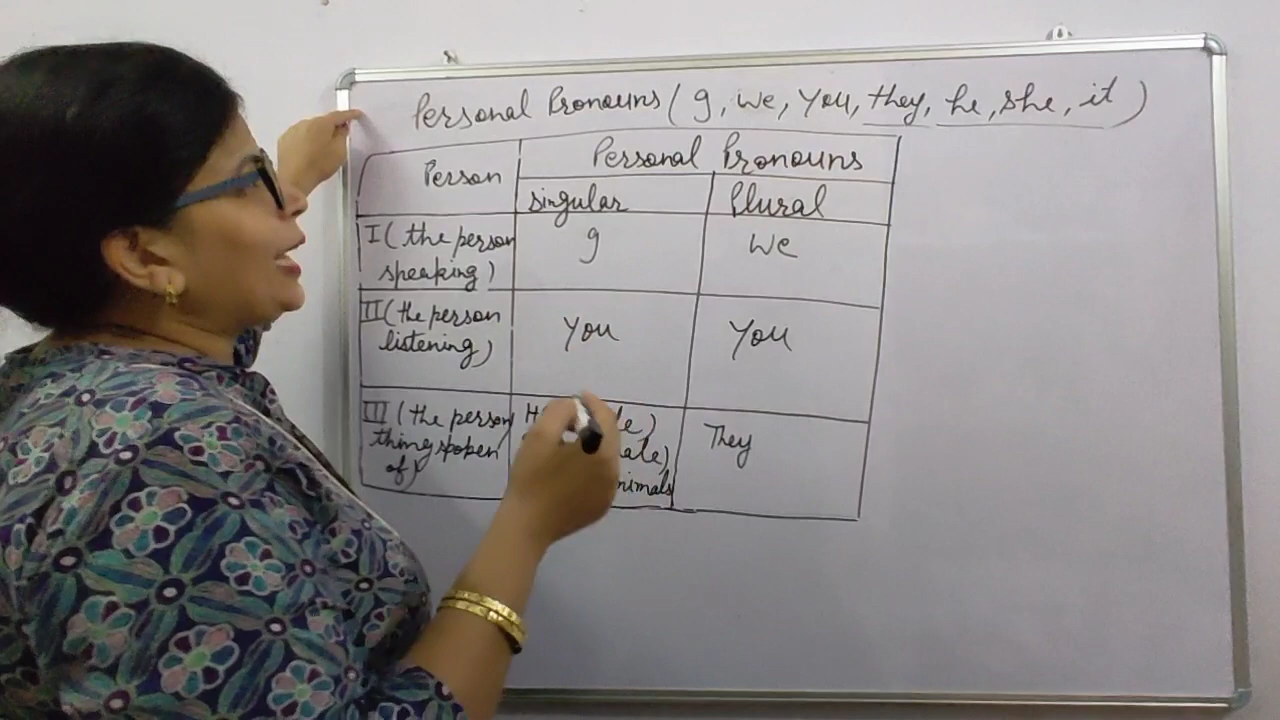 Personal Pronouns (I, we, you, they, he, she, it)
Person
Personal Pronouns
singular
Plural
I (the person
speaking)
I
We
II (the person
listening)
You
You
III (the person/
thing spoken
of)
They